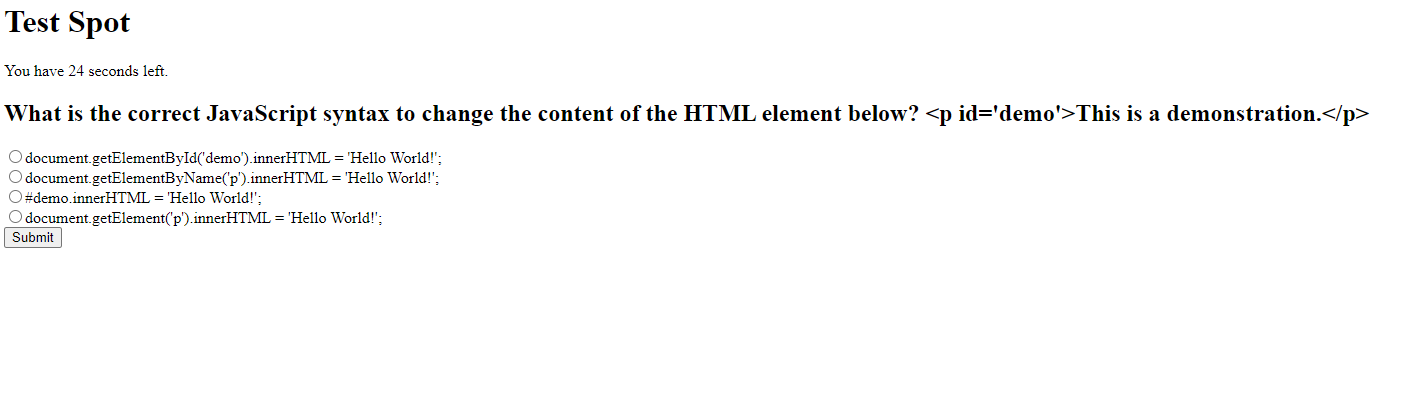 Test Spot
You have 24 seconds left.
What is the correct JavaScript syntax to change the content of the HTML element below? <p id='demo'>This is a demonstration.</p>
document.getElementById('demo').innerHTML = 'Hello World!';
document.getElementByName('p').innerHTML = 'Hello World!';
#demo.innerHTML = 'Hello World!';
document.getElement('p').innerHTML = 'Hello World!';
Submit